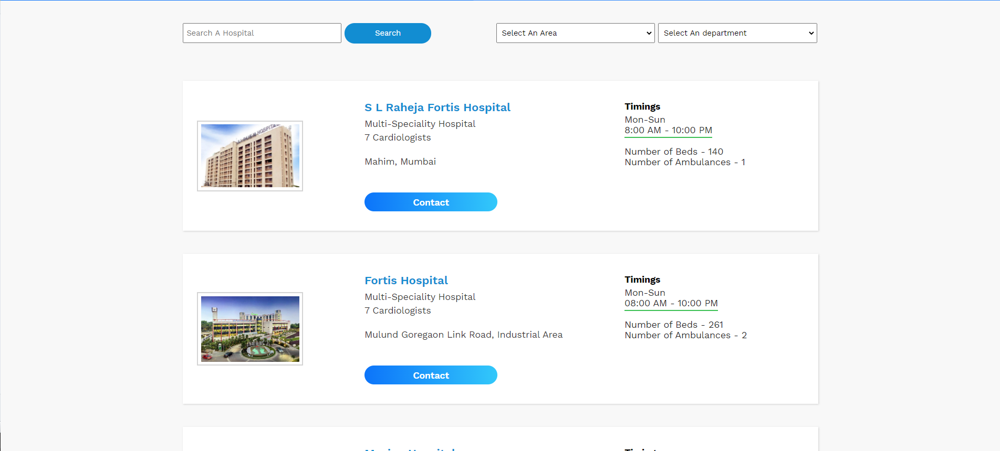 Search A Hospital
Search
Select An Area
Select An department
S L Raheja Fortis Hospital
Multi-Speciality Hospital
7 Cardiologists
Mahim, Mumbai
Contact
Timings
Mon-Sun
8:00 AM - 10:00 PM
Number of Beds - 140
Number of Ambulances - 1
Fortis Hospital
Multi-Speciality Hospital
7 Cardiologists
Mulund Goregaon Link Road, Industrial Area
Contact
Timings
Mon-Sun
08:00 AM - 10:00 PM
Number of Beds - 261
Number of Ambulances - 2
Hospital
Timings